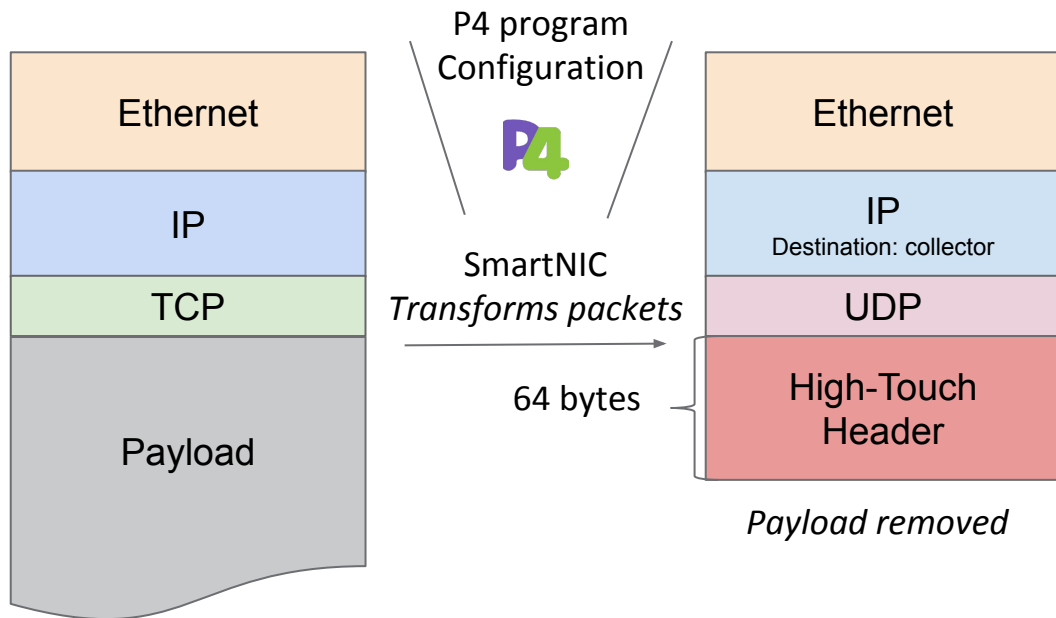 Ethernet
IP
TCP
Payload
P4 program
Configuration
P4
SmartNIC
Transforms packets
64 bytes
Ethernet
IP
Destination: collector
UDP
High-Touch
Header
Payload removed